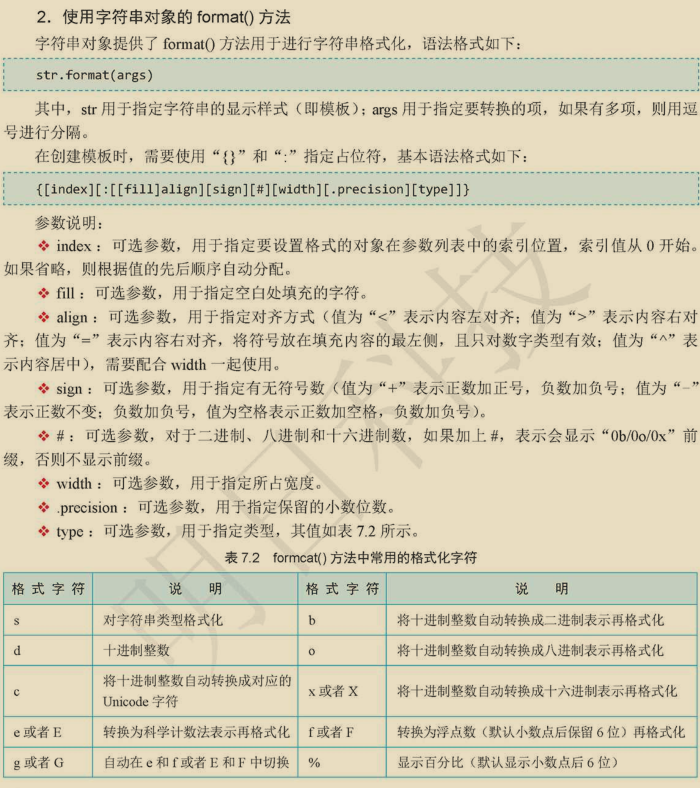 2．使用字符串对象的 format() 方法
字符串对象提供了 format() 方法用于进行字符串格式化，语法格式如下：
str.format(args)
其中，str 用于指定字符串的显示样式（即模板）；args 用于指定要转换的项，如果有多项，则用逗
号进行分隔。
在创建模板时，需要使用“{}”和“:”指定占位符，基本语法格式如下：
{[index][:[[fill]align][sign][#][width][.precision][type]]}
参数说明：
❖ index：可选参数，用于指定要设置格式的对象在参数列表中的索引位置，索引值从 0 开始。
如果省略，则根据值的先后顺序自动分配。
❖ fill：可选参数，用于指定空白处填充的字符。
❖ align：可选参数，用于指定对齐方式（值为“<”表示内容左对齐；值为“>”表示内容右对
齐；值为“=”表示内容右对齐，将符号放在填充内容的最左侧，且只对数字类型有效；值为“^”表
示内容居中），需要配合 width 一起使用。
❖ sign：可选参数，用于指定有无符号数（值为“+”表示正数加正号，负数加负号；值为“-”
表示正数不变；负数加负号，值为空格表示正数加空格，负数加负号）。
❖ #：可选参数，对于二进制、八进制和十六进制数，如果加上 #，表示会显示“0b/0o/0x”前
缀，否则不显示前缀。
❖ width：可选参数，用于指定所占宽度。
❖ .precision：可选参数，用于指定保留的小数位数。
❖ type：可选参数，用于指定类型，其值如表 7.2 所示。
表 7.2　formcat() 方法中常用的格式化字符
格 式 字 符　说　明　格 式 字 符　说　明
s　对字符串类型格式化　b　将十进制整数自动转换成二进制表示再格式化
d　十进制整数　o　将十进制整数自动转换成八进制表示再格式化
c　将十进制整数自动转换成对应的
Unicode 字符　x 或者 X　将十进制整数自动转换成十六进制表示再格式化
e 或者 E　转换为科学计数法表示再格式化　f 或者 F　转换为浮点数（默认小数点后保留 6 位）再格式化
g 或者 G　自动在 e 和 f 或者 E 和 F 中切换　%　显示百分比（默认显示小数点后 6 位）
明日科技